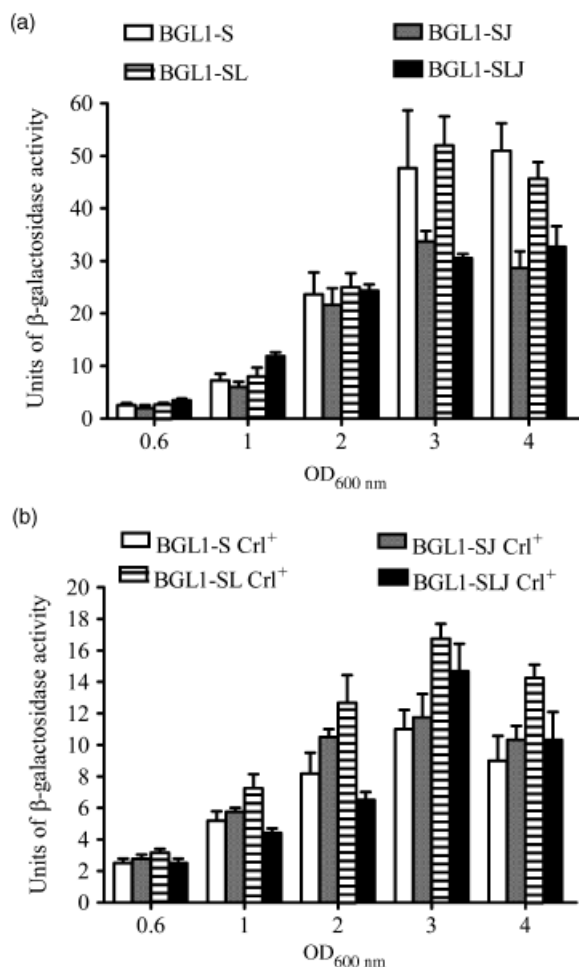 (a)
BGL1-S BGL1-SJ
BGL1-SL BGL1-SLJ
Units of β-galactosidase activity
60
50
40
30
20
10
0
0.6 1 2 3 4
OD600 nm
(b)
BGL1-S Crl+ BGL1-SJ Crl+
BGL1-SL Crl+ BGL1-SLJ Crl+
Units of β-galactosidase activity
20
18
16
14
12
10
8
6
4
2
0
0.6 1 2 3 4
OD600 nm